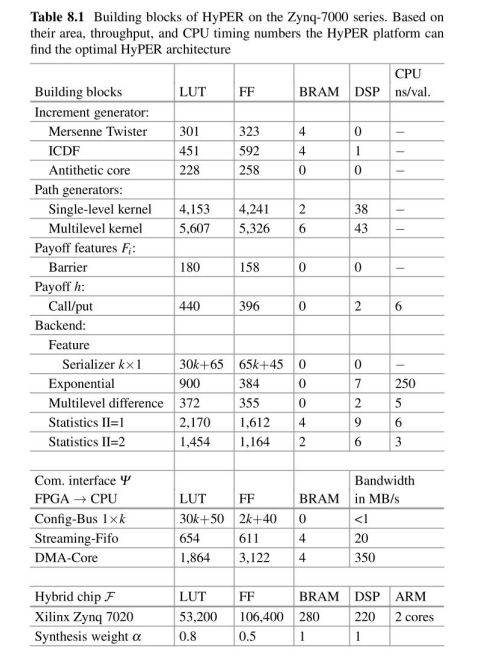 Table 8.1 Building blocks of HyPER on the Zynq-7000 series. Based on
their area, throughput, and CPU timing numbers the HyPER platform can
find the optimal HyPER architecture
CPU
Building blocks LUT FF BRAM DSP ns/val.
Increment generator:
Mersenne Twister 301 323 4 0 –
ICDF 451 592 4 1 –
Antithetic core 228 258 0 0 –
Path generators:
Single-level kernel 4,153 4,241 2 38 –
Multilevel kernel 5,607 5,326 6 43 –
Payoff features Fᵢ:
Barrier 180 158 0 0 –
Payoff h:
Call/put 440 396 0 2 6
Backend:
Feature
Serializer k×1 30k+65 65k+45 0 0 –
Exponential 900 384 0 7 250
Multilevel difference 372 355 0 2 5
Statistics II=1 2,170 1,612 4 9 6
Statistics II=2 1,454 1,164 2 6 3
Com. interface Ψ Bandwidth
FPGA → CPU LUT FF BRAM in MB/s
Config-Bus 1×k 30k+50 2k+40 0 <1
Streaming-Fifo 654 611 4 20
DMA-Core 1,864 3,122 4 350
Hybrid chip ℱ LUT FF BRAM DSP ARM
Xilinx Zynq 7020 53,200 106,400 280 220 2 cores
Synthesis weight α 0.8 0.5 1 1